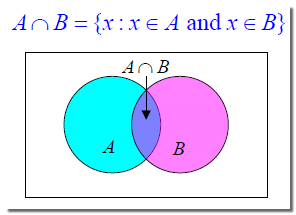 A ∩ B = {x : x ∈ A and x ∈ B}
A ∩ B
A B